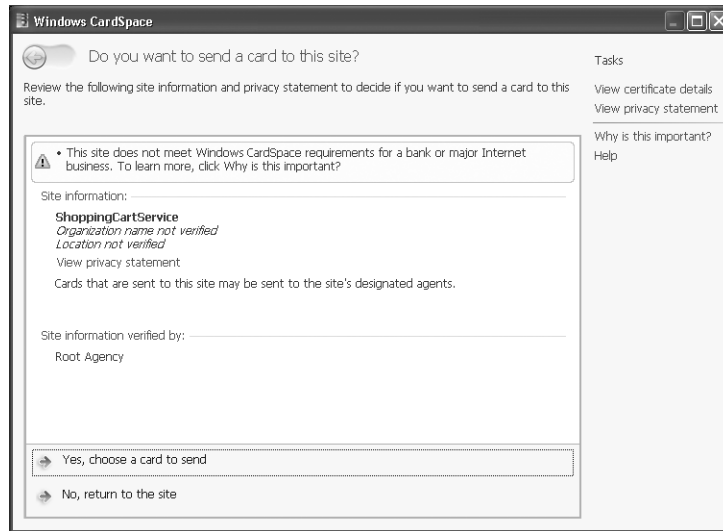 Windows CardSpace
Do you want to send a card to this site?
Review the following site information and privacy statement to decide if you want to send a card to this
site.
• This site does not meet Windows CardSpace requirements for a bank or major Internet
business. To learn more, click Why is this important?
Site information:
ShoppingCartService
Organization name not verified
Location not verified
View privacy statement
Cards that are sent to this site may be sent to the site's designated agents.
Site information verified by:
Root Agency
Yes, choose a card to send
No, return to the site
Tasks
View certificate details
View privacy statement
Why is this important?
Help